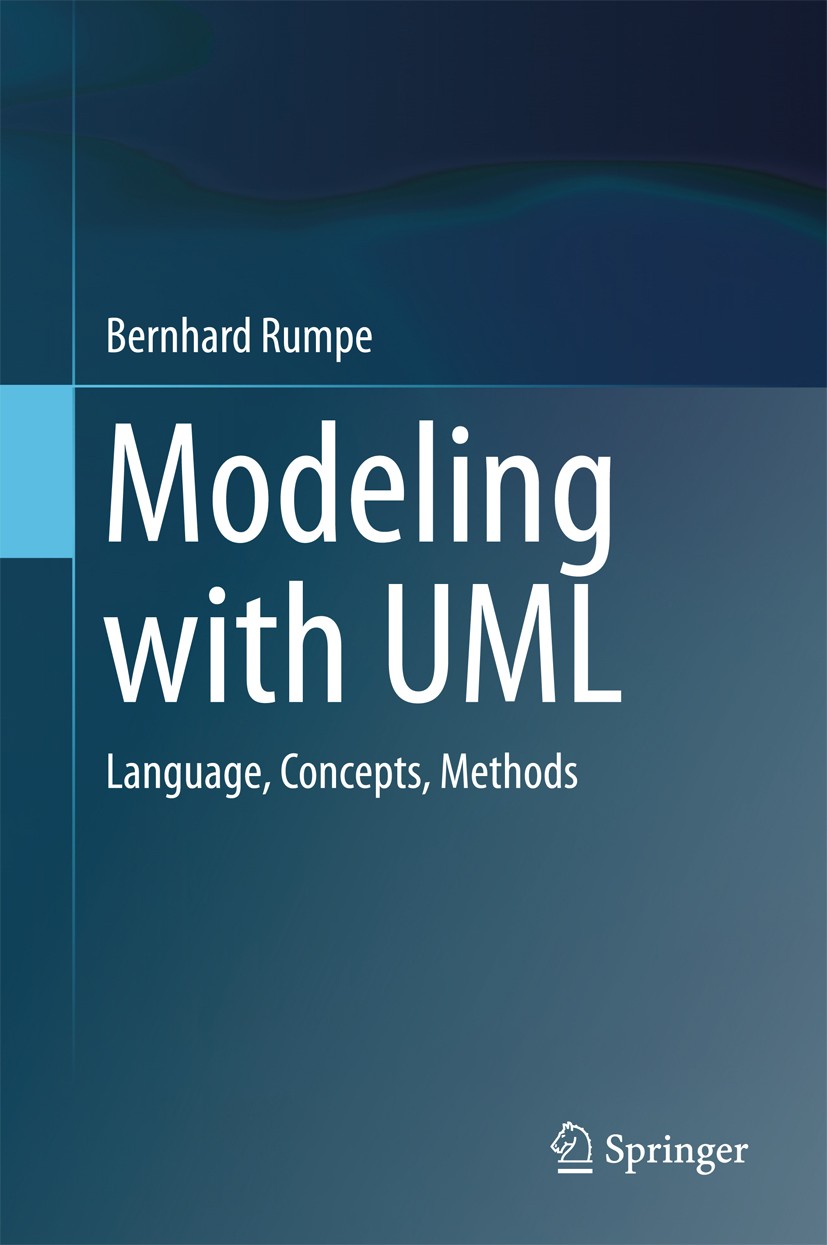 Bernhard Rumpe
Modeling
with UML
Language, Concepts, Methods
Springer